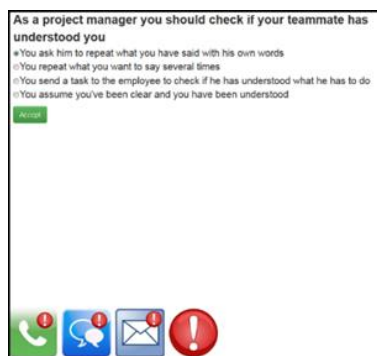 As a project manager you should check if your teammate has
understood you
You ask him to repeat what you have said with his own words
You repeat what you want to say several times
You send a task to the employee to check if he has understood what he has to do
You assume you've been clear and you have been understood
Accept